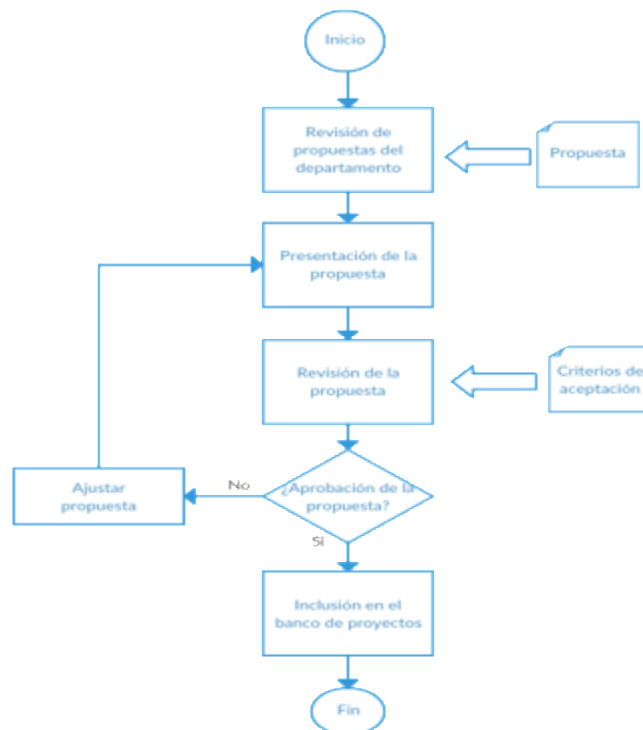 Inicio
Revisión de
propuestas del
departamento
Propuesta
Presentación de la
propuesta
Revisión de la
propuesta
Criterios de
aceptación
¿Aprobación de la
propuesta?
No
Ajustar
propuesta
Si
Inclusión en el
banco de proyectos
Fin